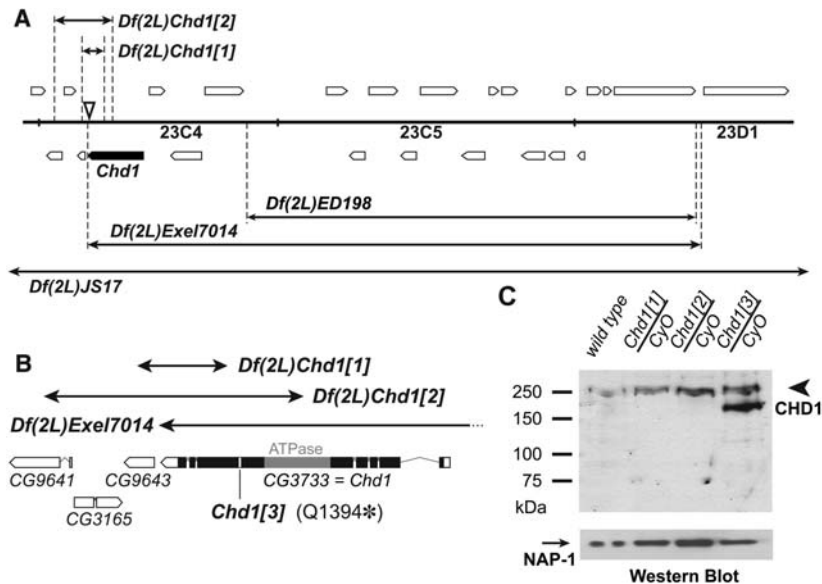 A
Df(2L)Chd1[2]
Df(2L)Chd1[1]
23C4
23C5
23D1
Chd1
Df(2L)ED198
Df(2L)Exel7014
Df(2L)JS17
B
Df(2L)Chd1[1]
Df(2L)Chd1[2]
Df(2L)Exel7014
ATPase
CG9641
CG9643
CG3733 = Chd1
CG3165
Chd1[3] (Q1394*)
C
wild type
Chd1[1]
CyO
Chd1[2]
CyO
Chd1[3]
CyO
250
150
100
75
kDa
CHD1
NAP-1
Western Blot